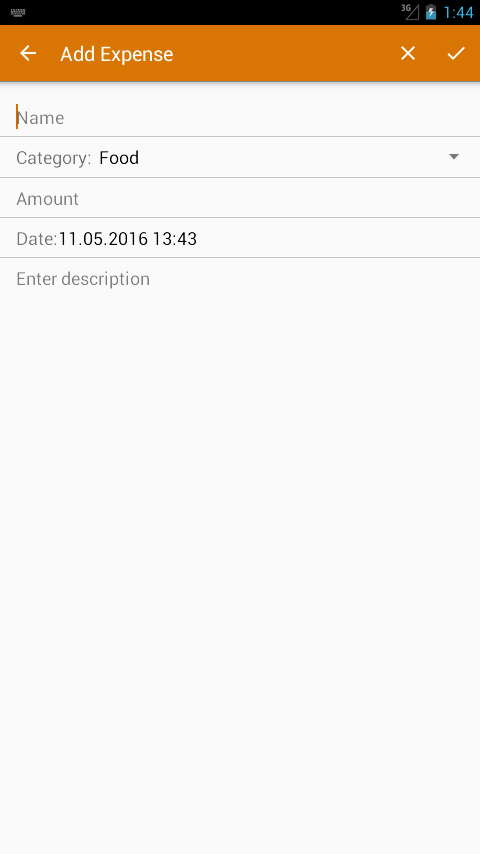 3G 1:44
Add Expense
Name
Category: Food
Amount
Date:11.05.2016 13:43
Enter description